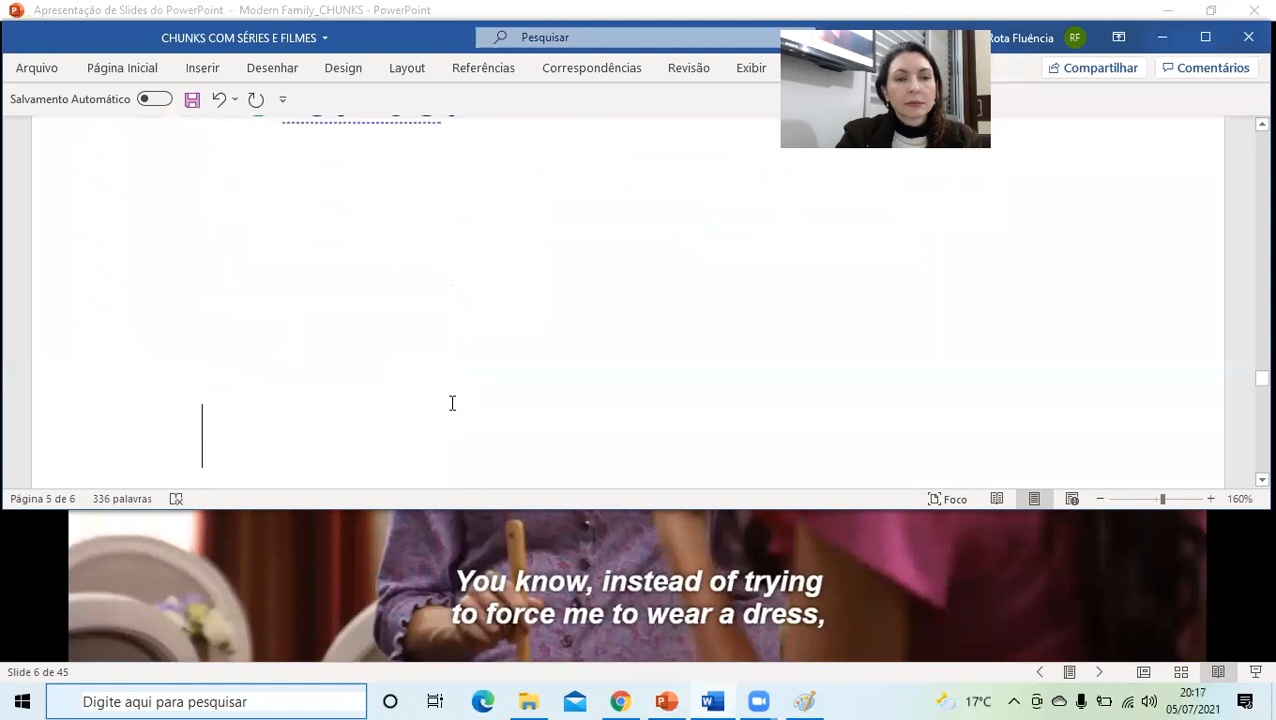 Apresentação de Slides do PowerPoint - Modern Family_CHUNKS - PowerPoint
CHUNKS COM SÉRIES E FILMES
Pesquisar
Rota Fluência
RF
Arquivo
Página Inicial
Inserir
Desenhar
Design
Layout
Referências
Correspondências
Revisão
Exibir
Compartilhar
Comentários
Salvamento Automático
Página 5 de 6
336 palavras
Foco
160%
You know, instead of trying
to force me to wear a dress,
Slide 6 de 45
Digite aqui para pesquisar
17°C
20:17
05/07/2021